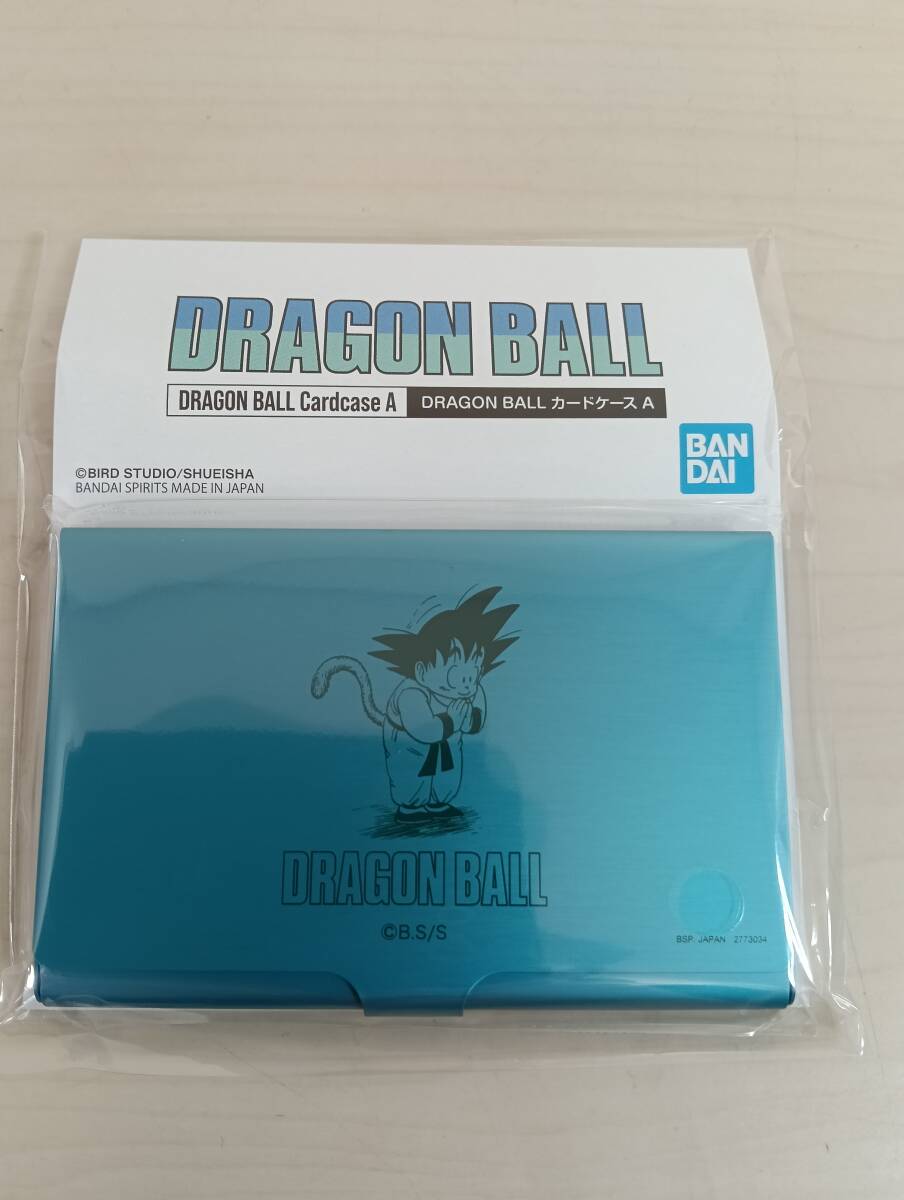 DRAGON BALL
DRAGON BALL Cardcase A DRAGON BALL カードケース A
©BIRD STUDIO/SHUEISHA
BANDAI SPIRITS MADE IN JAPAN
BAN
DAI
DRAGON BALL
©B.S/S
BSP JAPAN 2773034